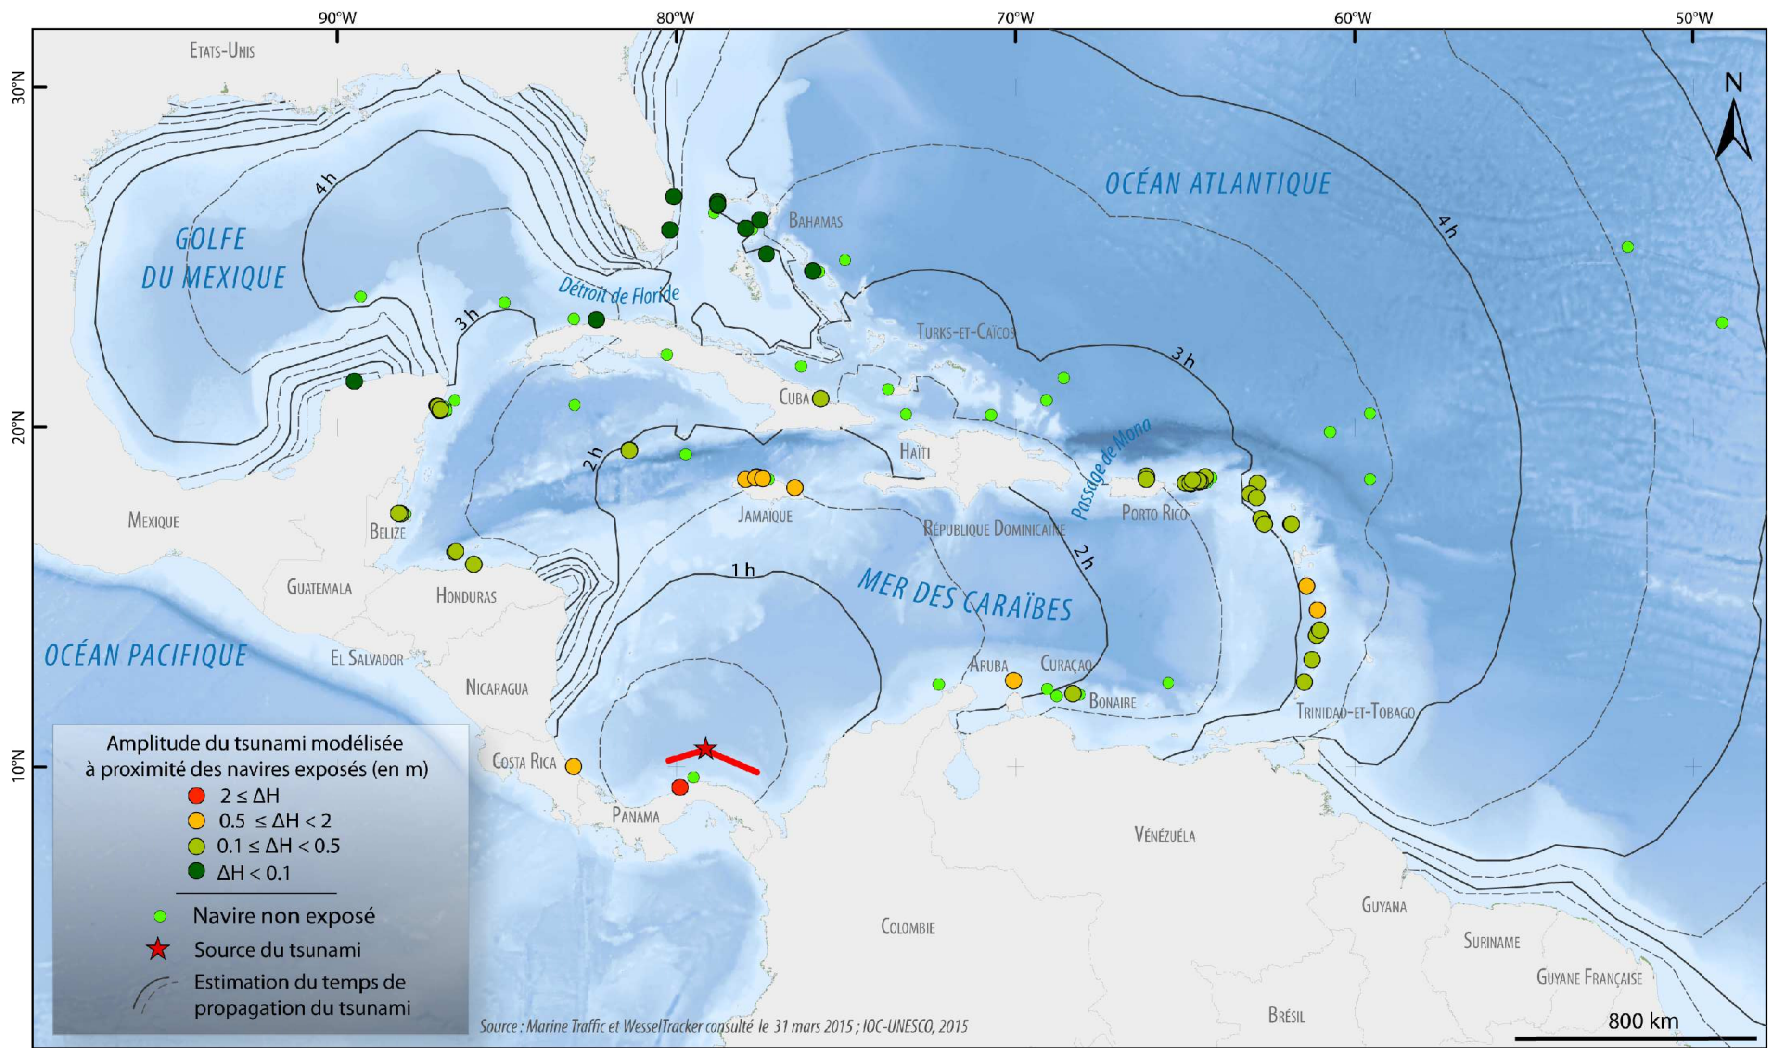 90°W
80°W
70°W
60°W
50°W
30°N
20°N
10°N
N
ETATS-UNIS
GOLFE
DU MEXIQUE
4 h
3 h
Détroit de Floride
BAHAMAS
OCÉAN ATLANTIQUE
4 h
TURKS-ET-CAÏCOS
3 h
CUBA
2 h
HAÏTI
Passage de Mona
MEXIQUE
BELIZE
JAMAÏQUE
RÉPUBLIQUE DOMINICAINE
PORTO RICO
2 h
1 h
GUATEMALA
HONDURAS
MER DES CARAÏBES
OCÉAN PACIFIQUE
EL SALVADOR
NICARAGUA
ARUBA
CURAÇAO
BONAIRE
TRINIDAD-ET-TOBAGO
COSTA RICA
PANAMA
VÉNÉZUÉLA
COLOMBIE
GUYANA
SURINAME
GUYANE FRANÇAISE
BRÉSIL
Amplitude du tsunami modélisée
à proximité des navires exposés (en m)
2 ≤ ΔH
0.5 ≤ ΔH < 2
0.1 ≤ ΔH < 0.5
ΔH < 0.1
Navire non exposé
Source du tsunami
Estimation du temps de
propagation du tsunami
Source : Marine Traffic et WesselTracker consulté le 31 mars 2015 ; IOC-UNESCO, 2015
800 km